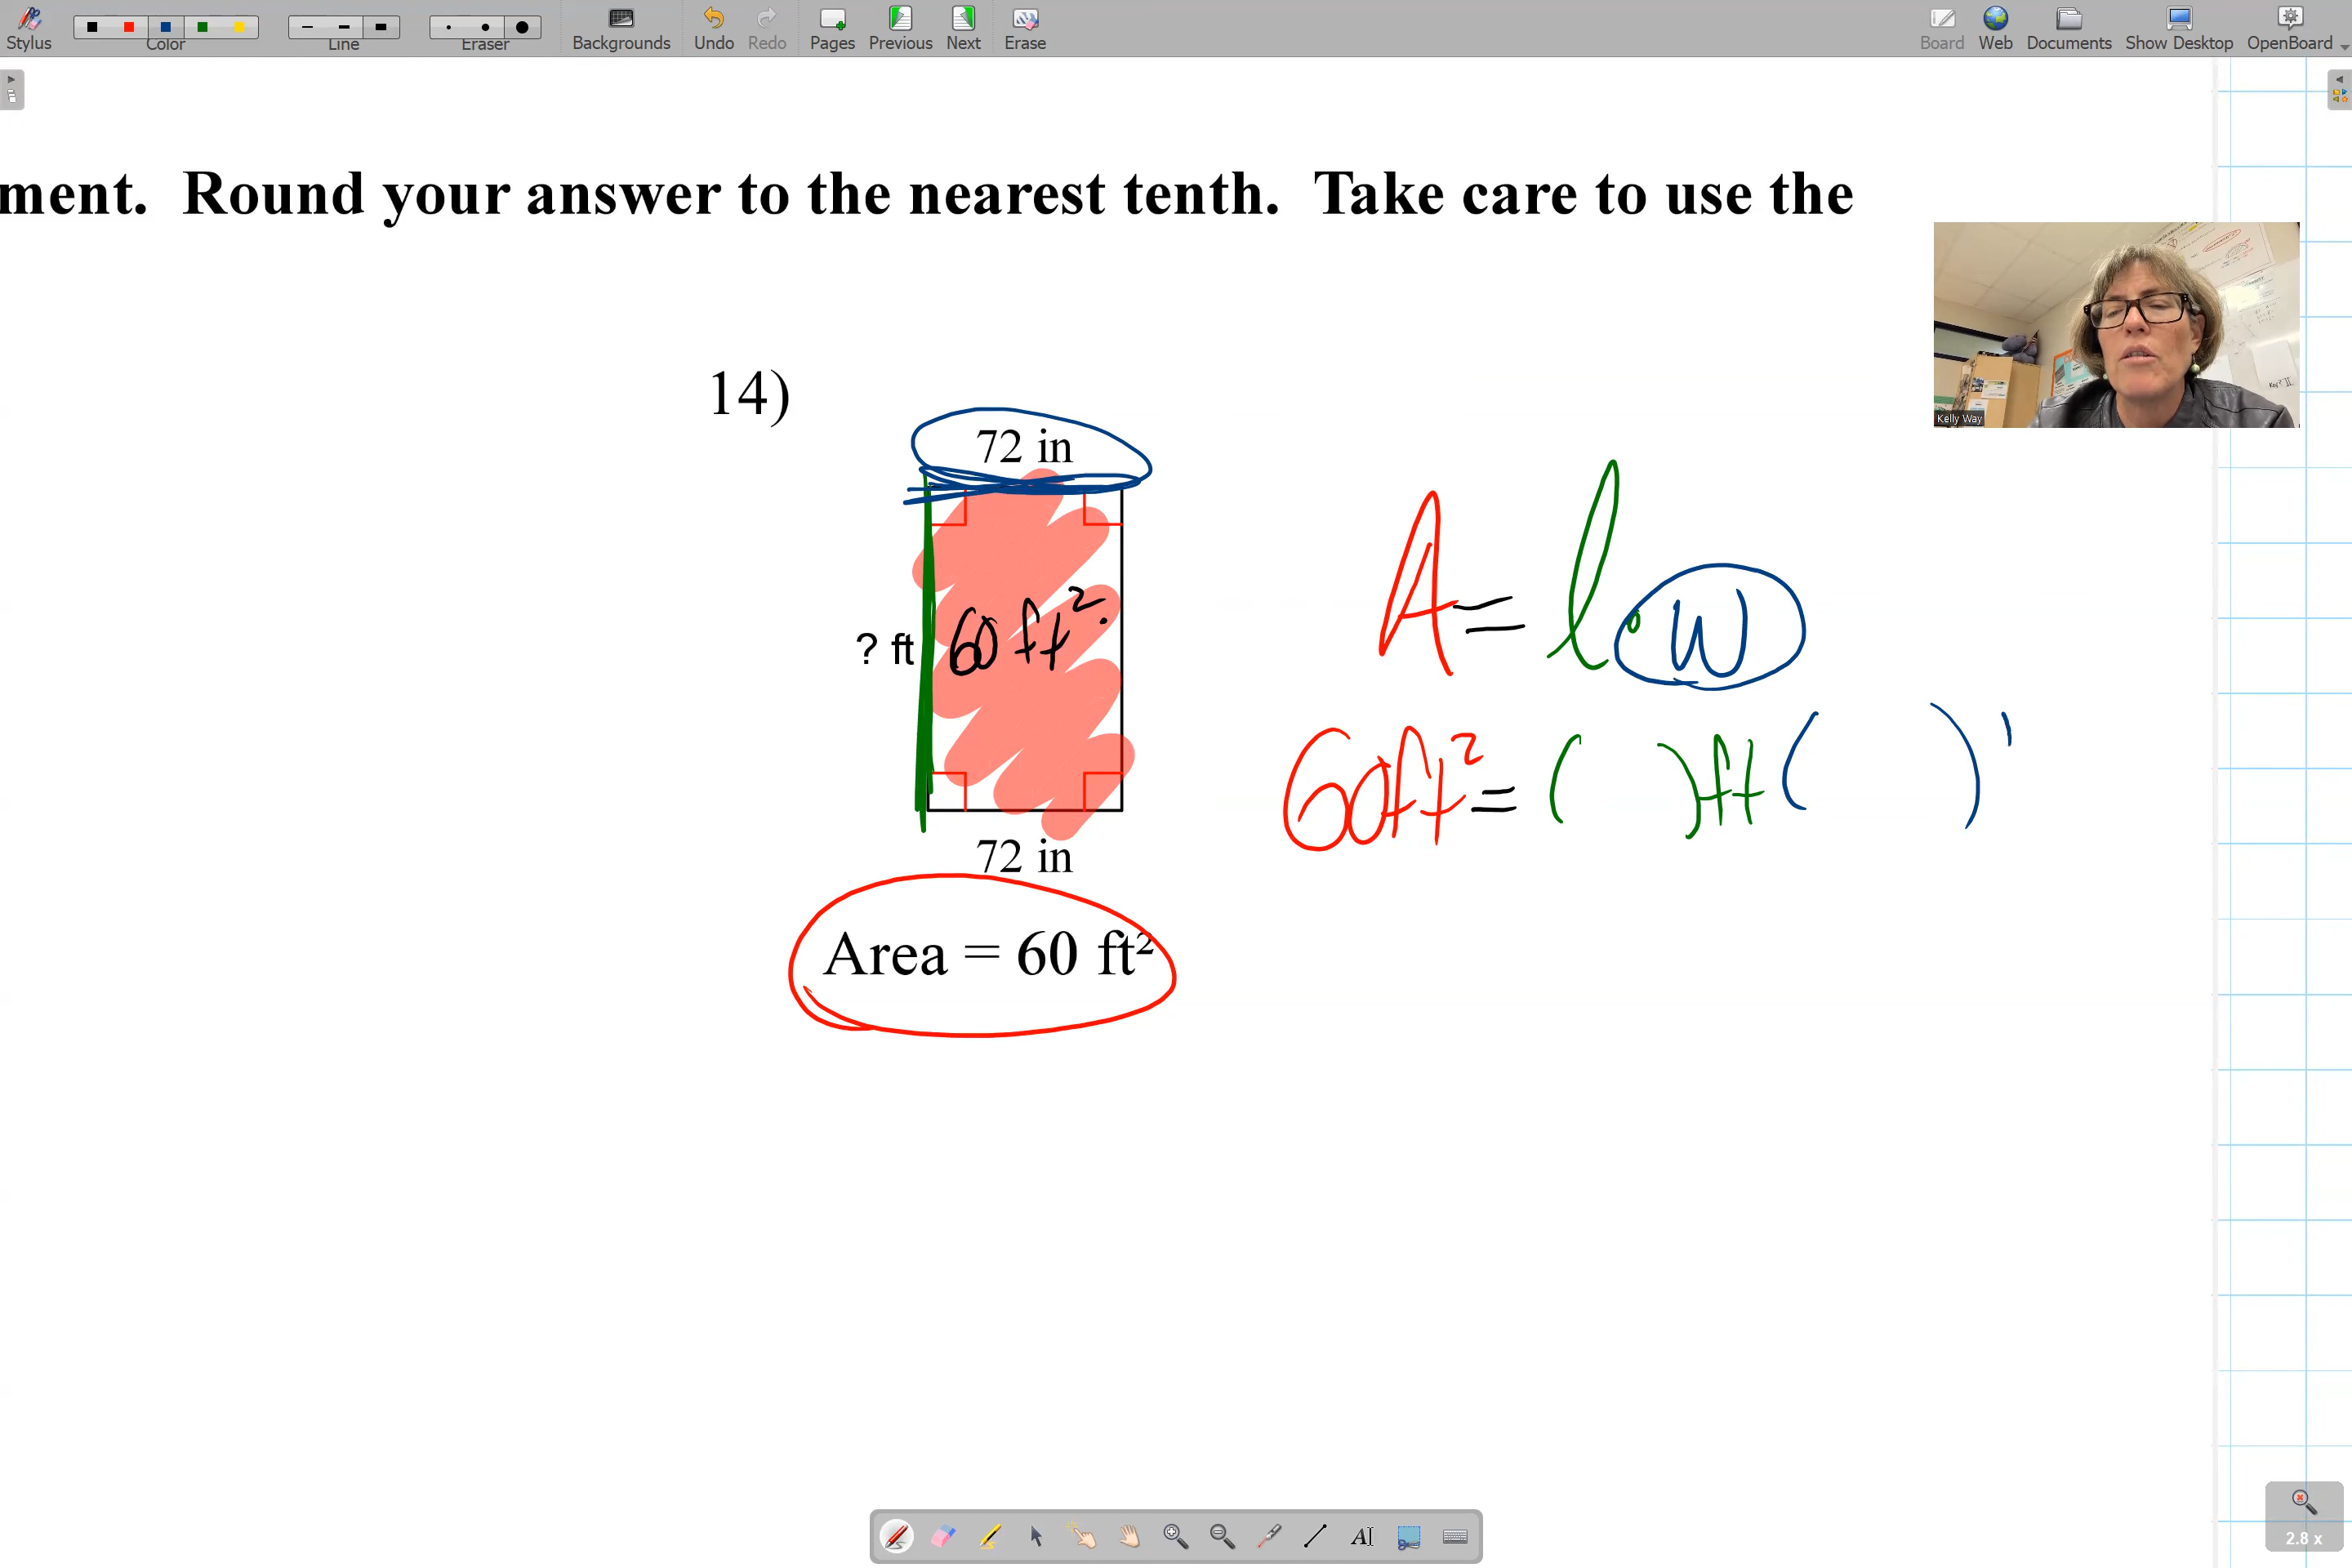 Stylus Color Line Eraser Backgrounds Undo Redo Pages Previous Next Erase Board Web Documents Show Desktop OpenBoard
ment. Round your answer to the nearest tenth. Take care to use the
Kelly Way
14)
72 in
A = l • w
? ft
60 ft²
60ft² = ( )ft ( )
72 in
Area = 60 ft²
AI
2.8 x